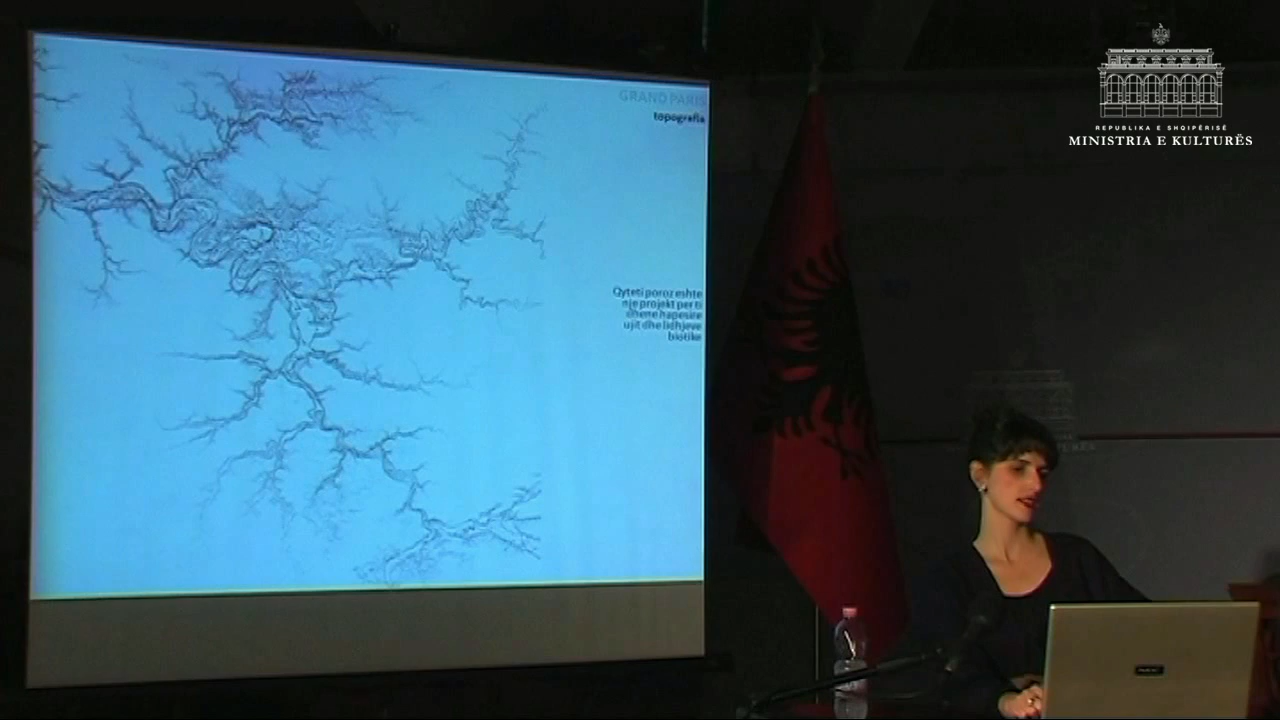 GRAND PARIS
topografia
Qyteti poroz eshte
nje projekt per ti
dhene hapesire
ujit dhe lidhjeve
biotike
REPUBLIKA E SHQIPËRISË
MINISTRIA E KULTURËS